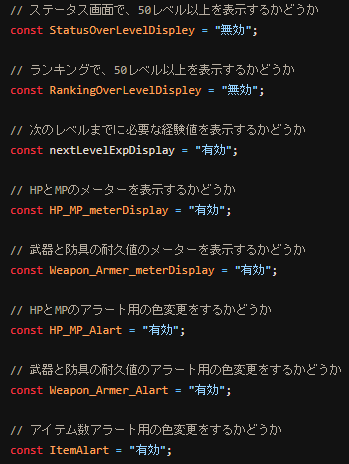 // ステータス画面で、50レベル以上を表示するかどうか
const StatusOverLevelDispley = "無効";
// ランキングで、50レベル以上を表示するかどうか
const RankingOverLevelDispley = "無効";
// 次のレベルまでに必要な経験値を表示するかどうか
const nextLevelExpDisplay = "有効";
// HPとMPのメーターを表示するかどうか
const HP_MP_meterDisplay = "有効";
// 武器と防具の耐久値のメーターを表示するかどうか
const Weapon_Armer_meterDisplay = "有効";
// HPとMPのアラート用の色変更をするかどうか
const HP_MP_Alart = "有効";
// 武器と防具の耐久値のアラート用の色変更をするかどうか
const Weapon_Armer_Alart = "有効";
// アイテム数アラート用の色変更をするかどうか
const ItemAlart = "有効";